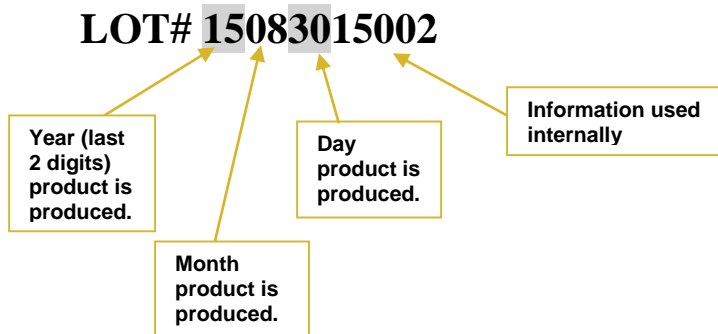 LOT# 15083015002
Year (last
2 digits)
product is
produced.
Month
product is
produced.
Day
product is
produced.
Information used
internally